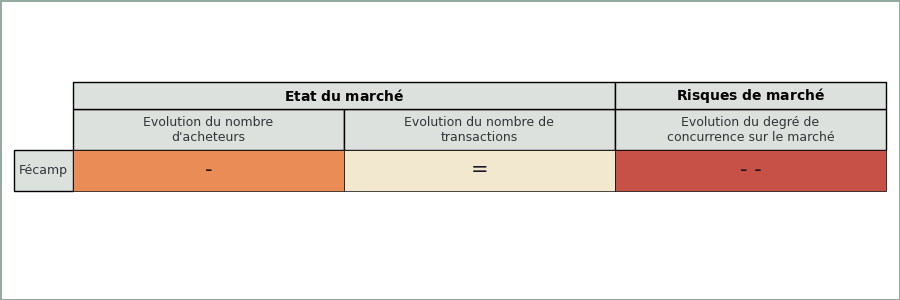 Etat du marché
Risques de marché
Evolution du nombre
d'acheteurs
Evolution du nombre de
transactions
Evolution du degré de
concurrence sur le marché
Fécamp
-
=
- -